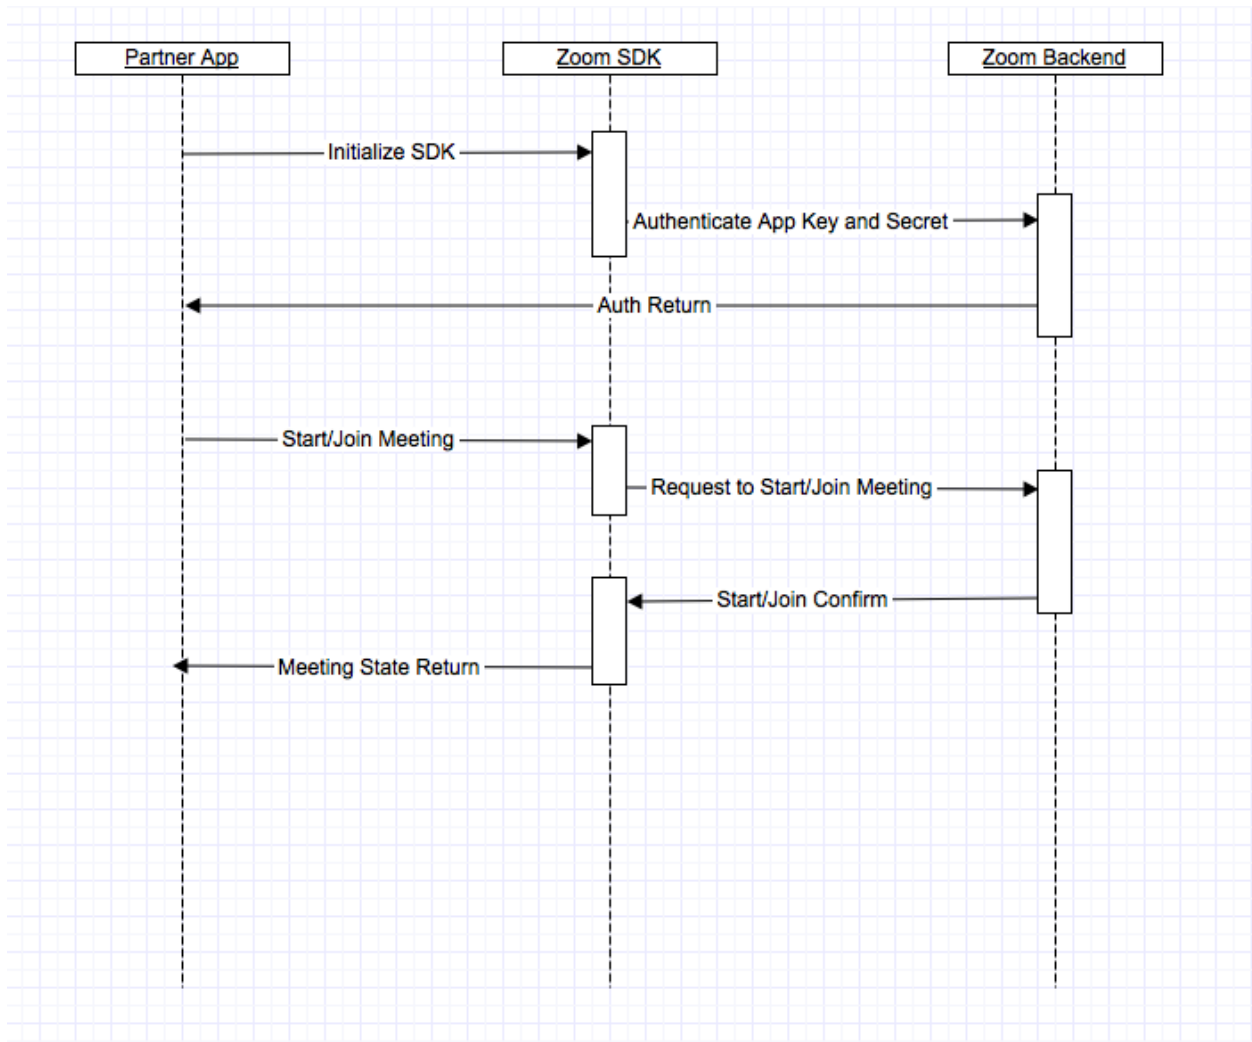 Partner App
Zoom SDK
Zoom Backend
Initialize SDK
Authenticate App Key and Secret
Auth Return
Start/Join Meeting
Request to Start/Join Meeting
Start/Join Confirm
Meeting State Return